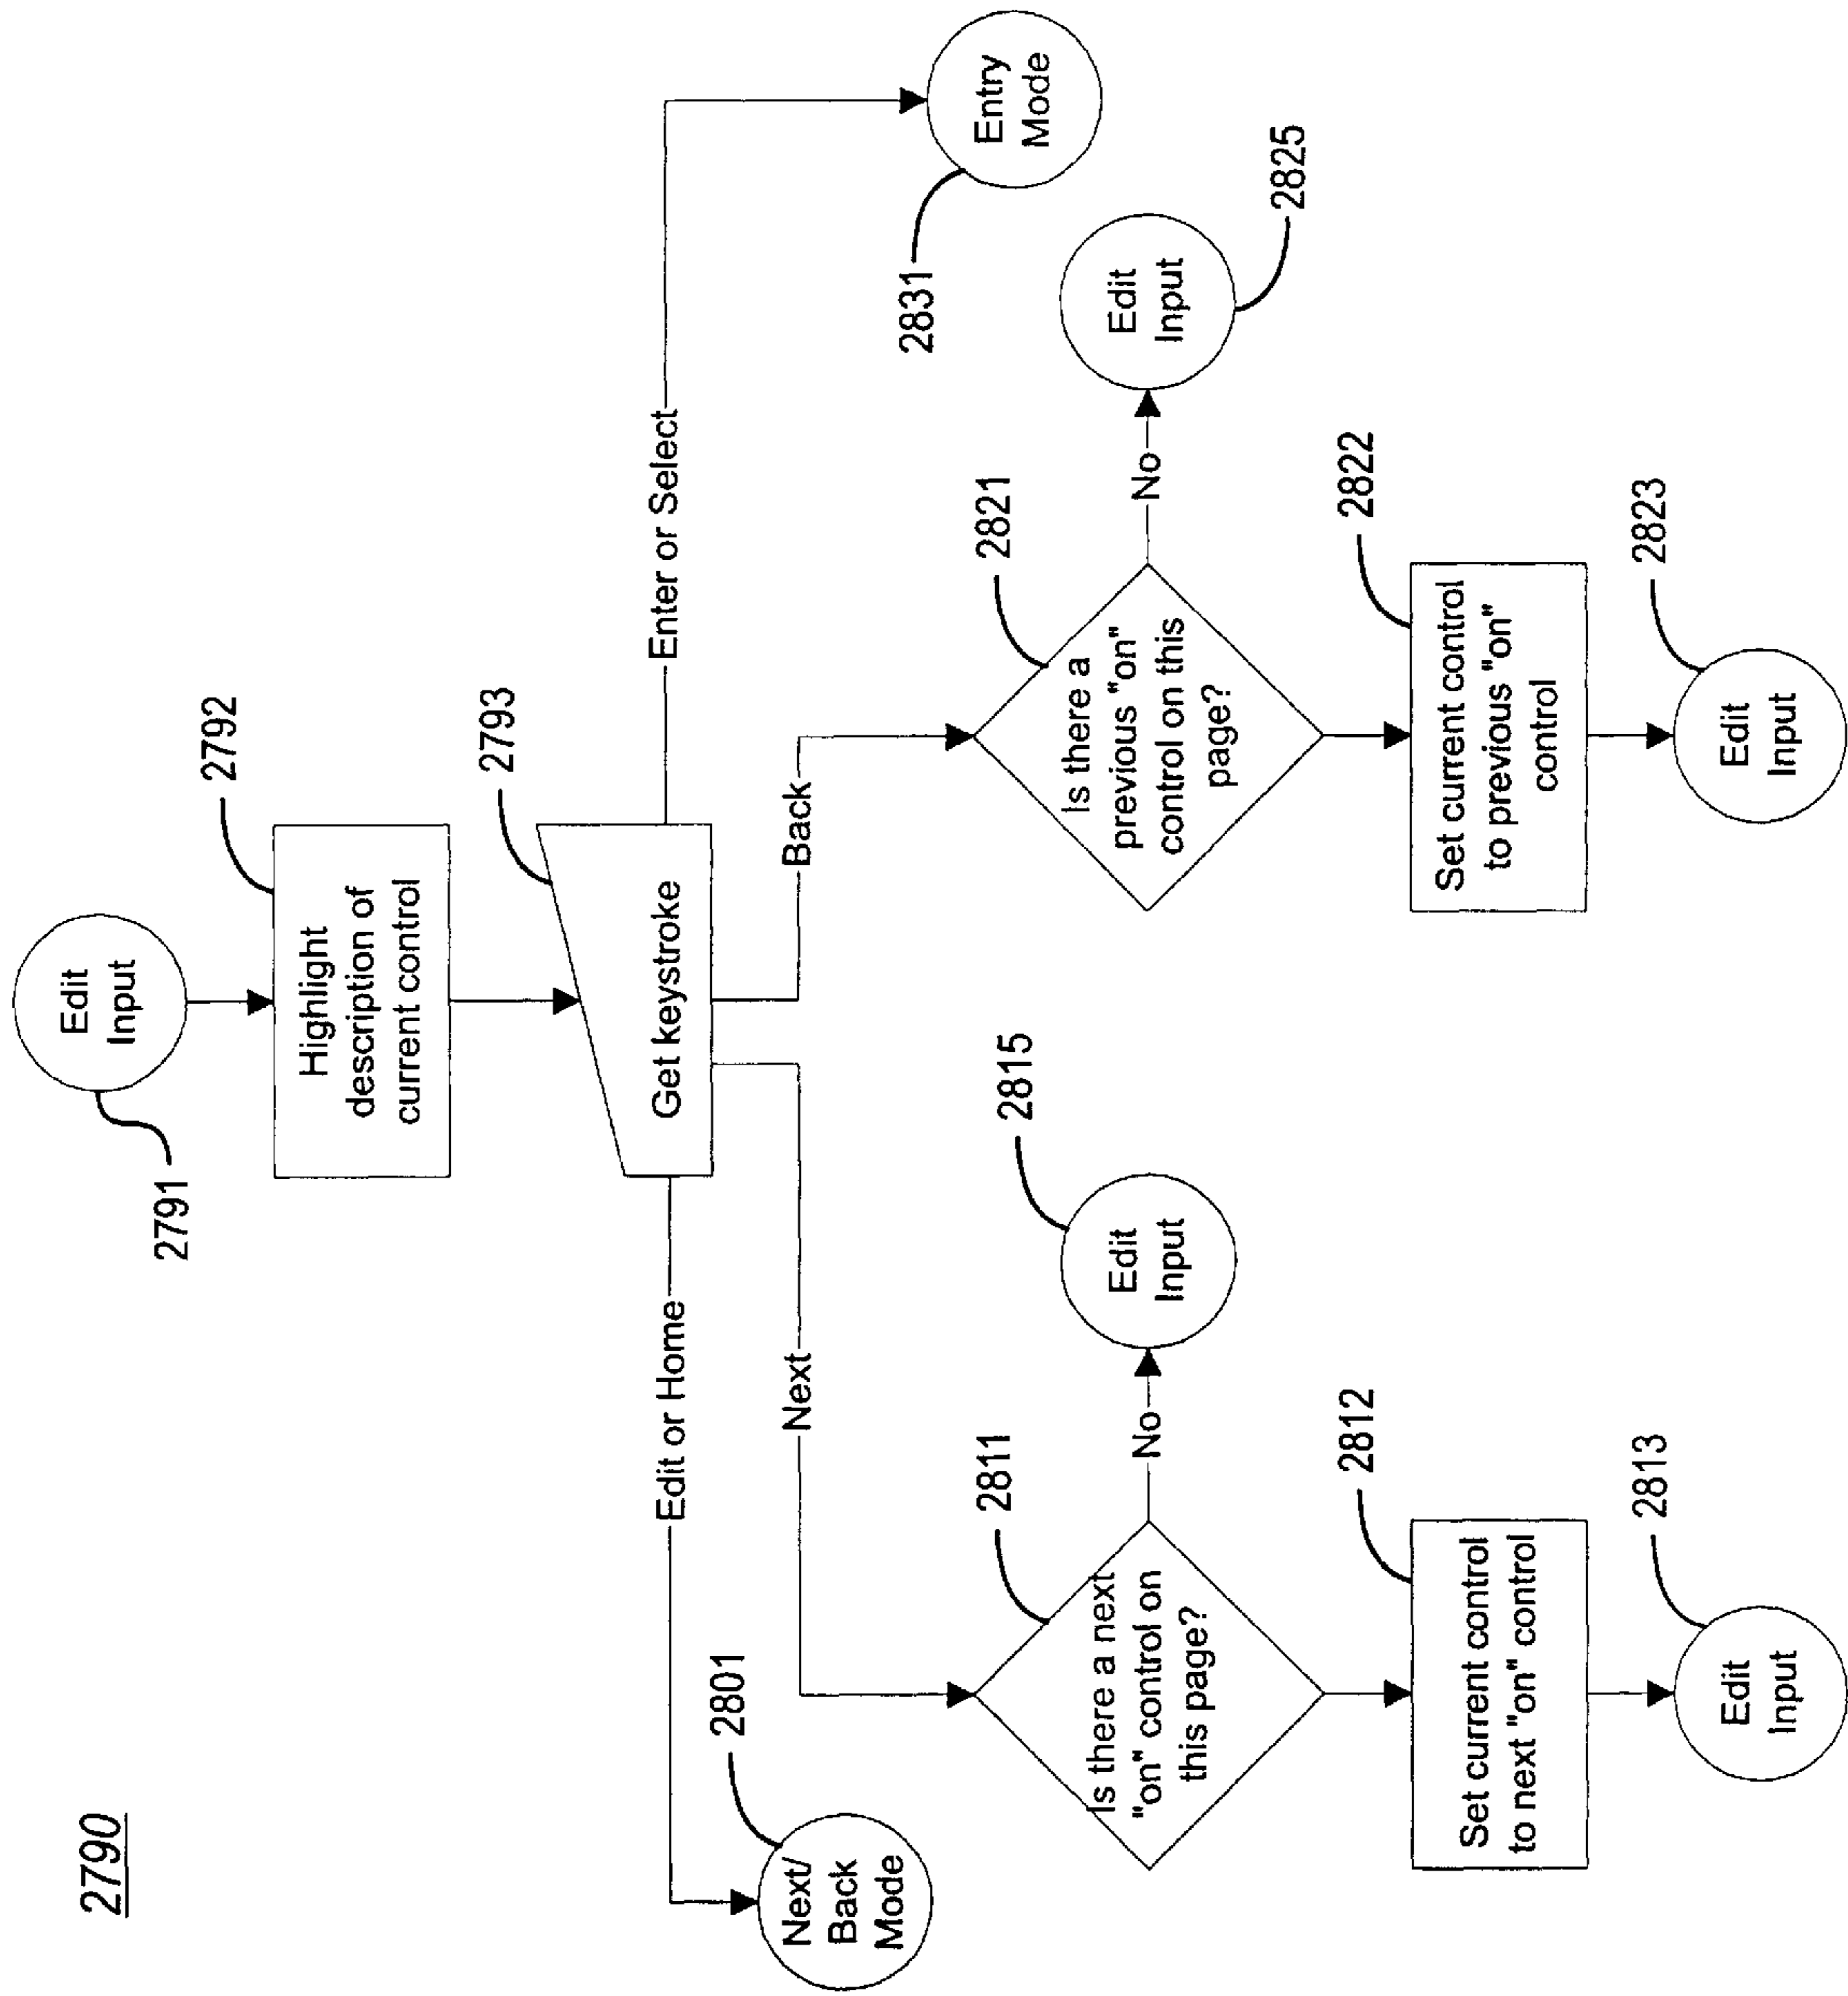 2790
Edit
Input
2791
2792
Highlight
description of
current control
2793
Get keystroke
Edit or Home
Enter or Select
Next
Back
2801
Next/
Back
Mode
2831
Entry
Mode
2811
Is there a next
"on" control on
this page?
No
2815
Edit
Input
2812
Set current control
to next "on" control
2813
Edit
Input
2821
Is there a
previous "on"
control on this
page?
No
2825
Edit
Input
2822
Set current control
to previous "on"
control
2823
Edit
Input